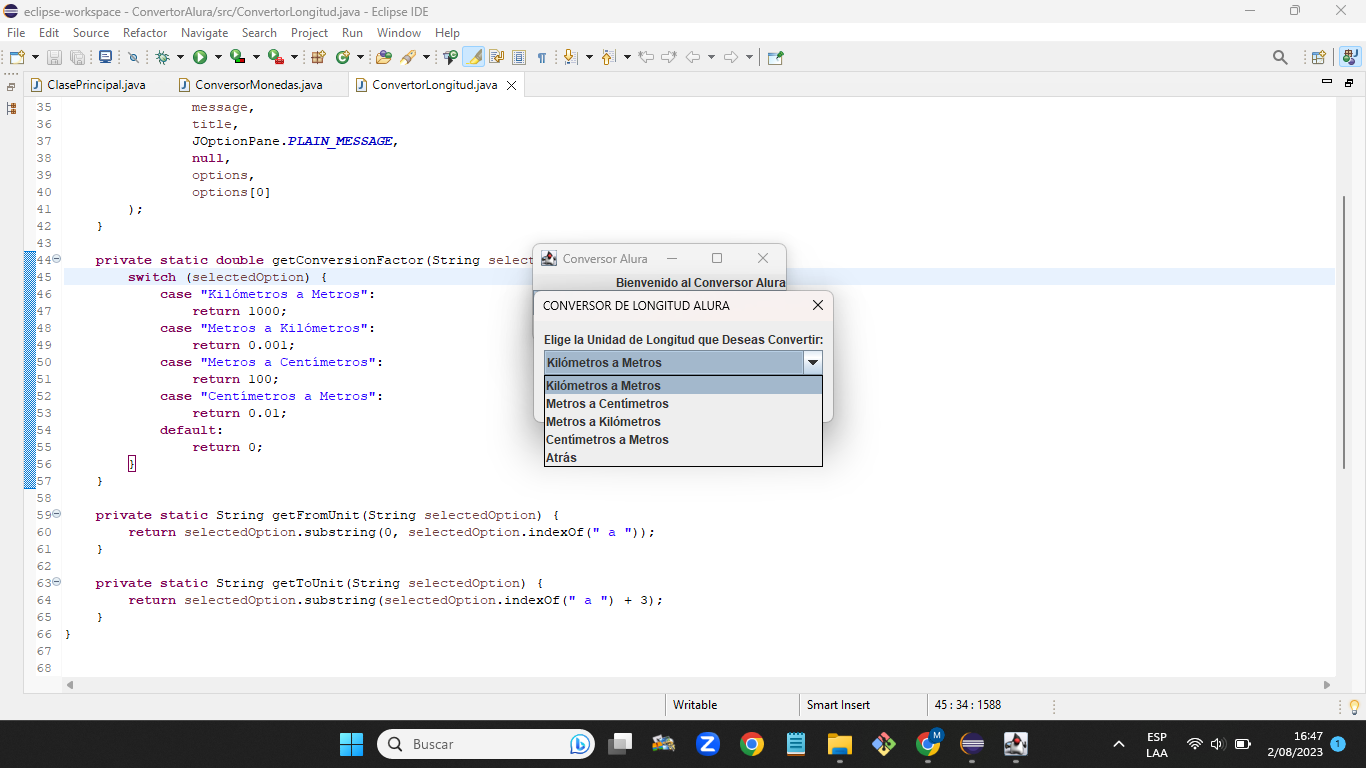 eclipse-workspace - ConvertorAlura/src/ConvertorLongitud.java - Eclipse IDE
File Edit Source Refactor Navigate Search Project Run Window Help
ClasePrincipal.java ConversorMonedas.java ConvertorLongitud.java
35 message,
36 title,
37 JOptionPane.PLAIN_MESSAGE,
38 null,
39 options,
40 options[0]
41 );
42 }
43
44 private static double getConversionFactor(String selec
45 switch (selectedOption) {
46 case "Kilómetros a Metros":
47 return 1000;
48 case "Metros a Kilómetros":
49 return 0.001;
50 case "Metros a Centímetros":
51 return 100;
52 case "Centímetros a Metros":
53 return 0.01;
54 default:
55 return 0;
56 }
57 }
58
59 private static String getFromUnit(String selectedOption) {
60 return selectedOption.substring(0, selectedOption.indexOf(" a "));
61 }
62
63 private static String getToUnit(String selectedOption) {
64 return selectedOption.substring(selectedOption.indexOf(" a ") + 3);
65 }
66 }
67
68
Conversor Alura
Bienvenido al Conversor Alura
CONVERSOR DE LONGITUD ALURA
Elige la Unidad de Longitud que Deseas Convertir:
Kilómetros a Metros
Kilómetros a Metros
Metros a Centímetros
Metros a Kilómetros
Centímetros a Metros
Atrás
Writable Smart Insert 45 : 34 : 1588
Buscar
M
ESP
LAA
16:47
2/08/2023
1